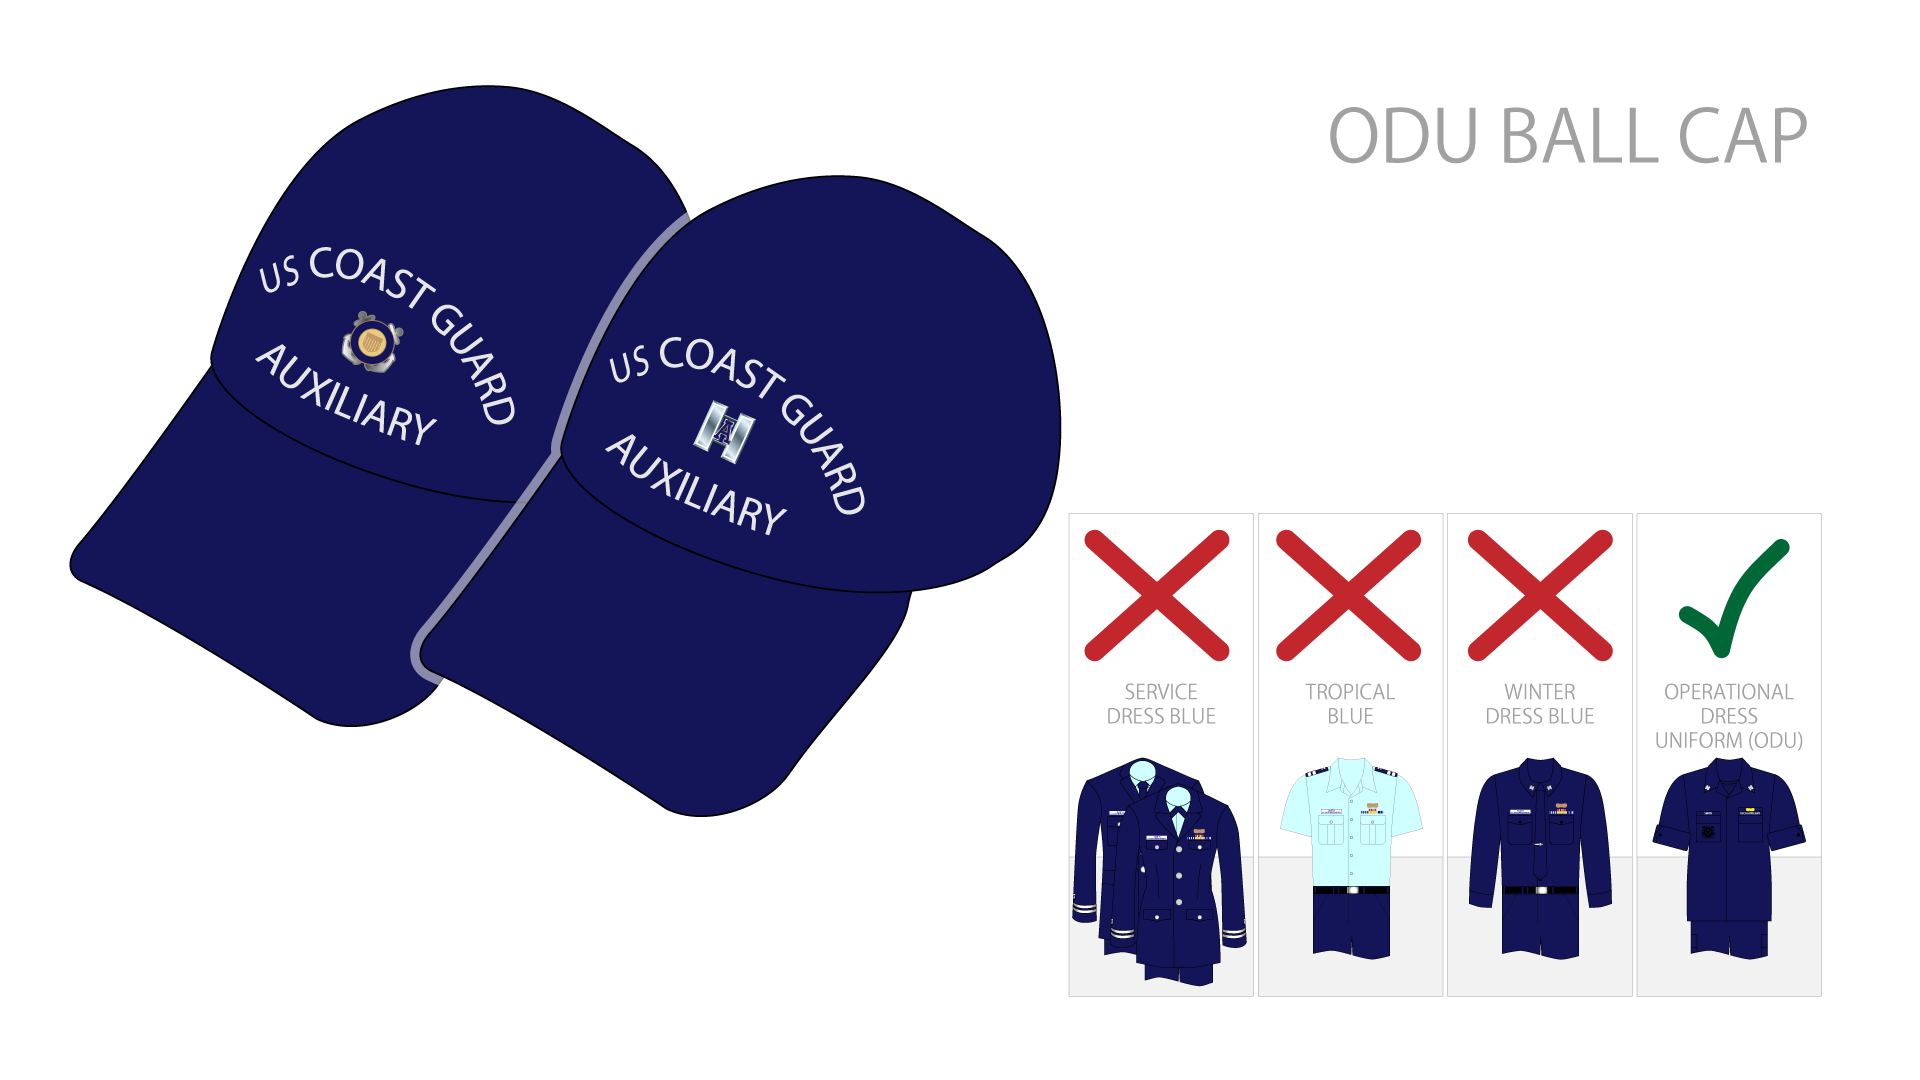 ODU BALL CAP
US COAST GUARD
AUXILIARY
US COAST GUARD
A
AUXILIARY
SERVICE
DRESS BLUE
TROPICAL
BLUE
WINTER
DRESS BLUE
OPERATIONAL
DRESS
UNIFORM (ODU)